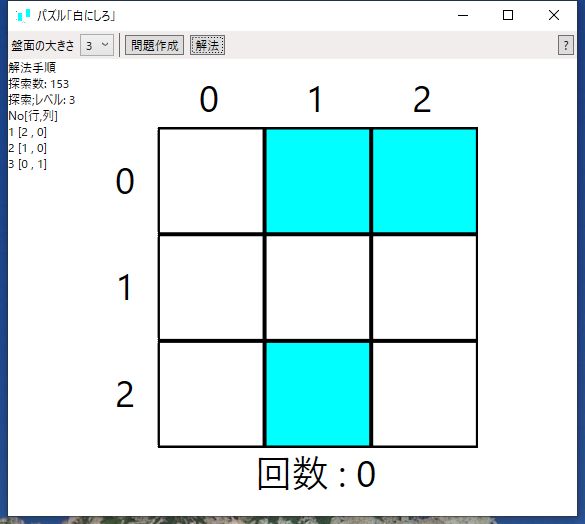 パズル「白にしろ」
盤面の大きさ 3 問題作成 解法 ?
解法手順
探索数: 153
探索;レベル: 3
No[行,列]
1 [2 , 0]
2 [1 , 0]
3 [0 , 1]
0 1 2
0
1
2
回数 : 0